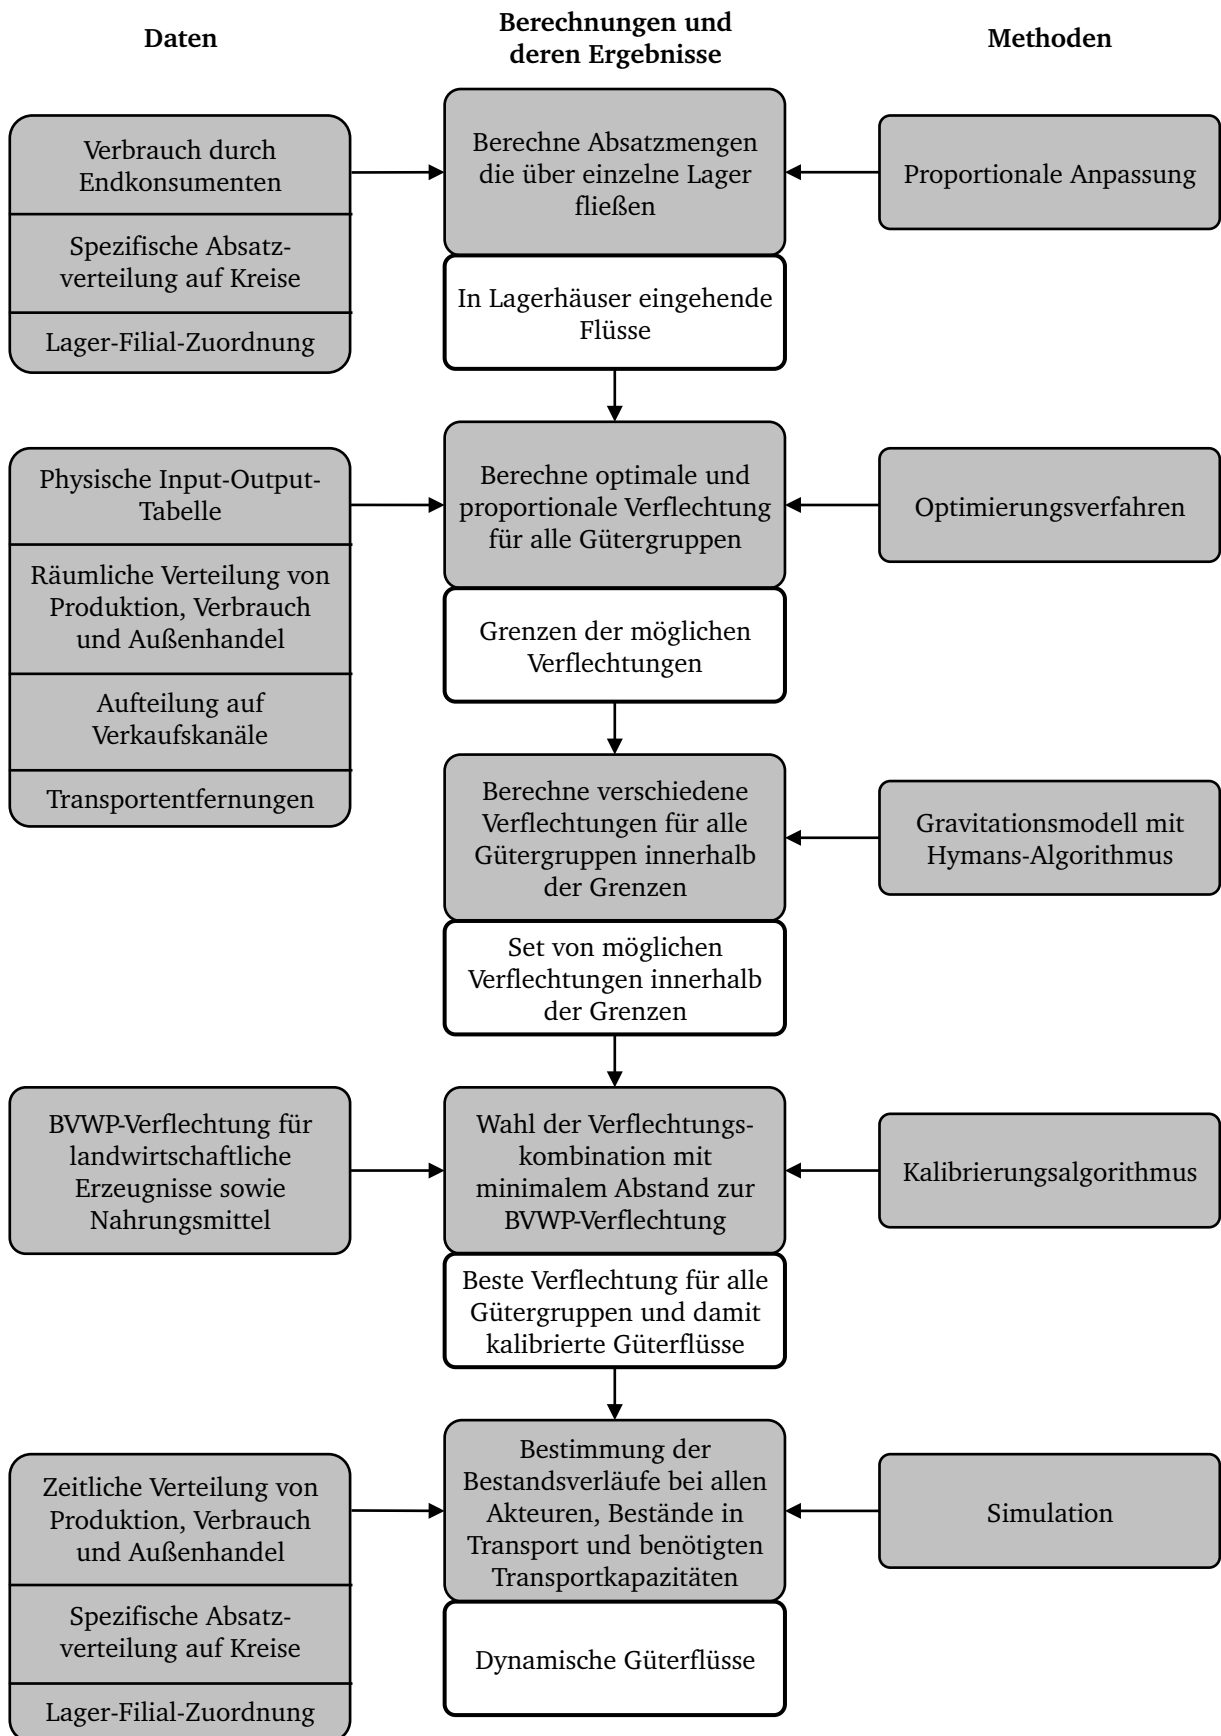 Daten
Berechnungen und
deren Ergebnisse
Methoden
Verbrauch durch
Endkonsumenten
Spezifische Absatz-
verteilung auf Kreise
Lager-Filial-Zuordnung
Berechne Absatzmengen
die über einzelne Lager
fließen
In Lagerhäuser eingehende
Flüsse
Proportionale Anpassung
Physische Input-Output-
Tabelle
Räumliche Verteilung von
Produktion, Verbrauch
und Außenhandel
Aufteilung auf
Verkaufskanäle
Transportentfernungen
Berechne optimale und
proportionale Verflechtung
für alle Gütergruppen
Grenzen der möglichen
Verflechtungen
Optimierungsverfahren
Berechne verschiedene
Verflechtungen für alle
Gütergruppen innerhalb
der Grenzen
Set von möglichen
Verflechtungen innerhalb
der Grenzen
Gravitationsmodell mit
Hymans-Algorithmus
BVWP-Verflechtung für
landwirtschaftliche
Erzeugnisse sowie
Nahrungsmittel
Wahl der Verflechtungs-
kombination mit
minimalem Abstand zur
BVWP-Verflechtung
Beste Verflechtung für alle
Gütergruppen und damit
kalibrierte Güterflüsse
Kalibrierungsalgorithmus
Zeitliche Verteilung von
Produktion, Verbrauch
und Außenhandel
Spezifische Absatz-
verteilung auf Kreise
Lager-Filial-Zuordnung
Bestimmung der
Bestandsverläufe bei allen
Akteuren, Bestände in
Transport und benötigten
Transportkapazitäten
Dynamische Güterflüsse
Simulation